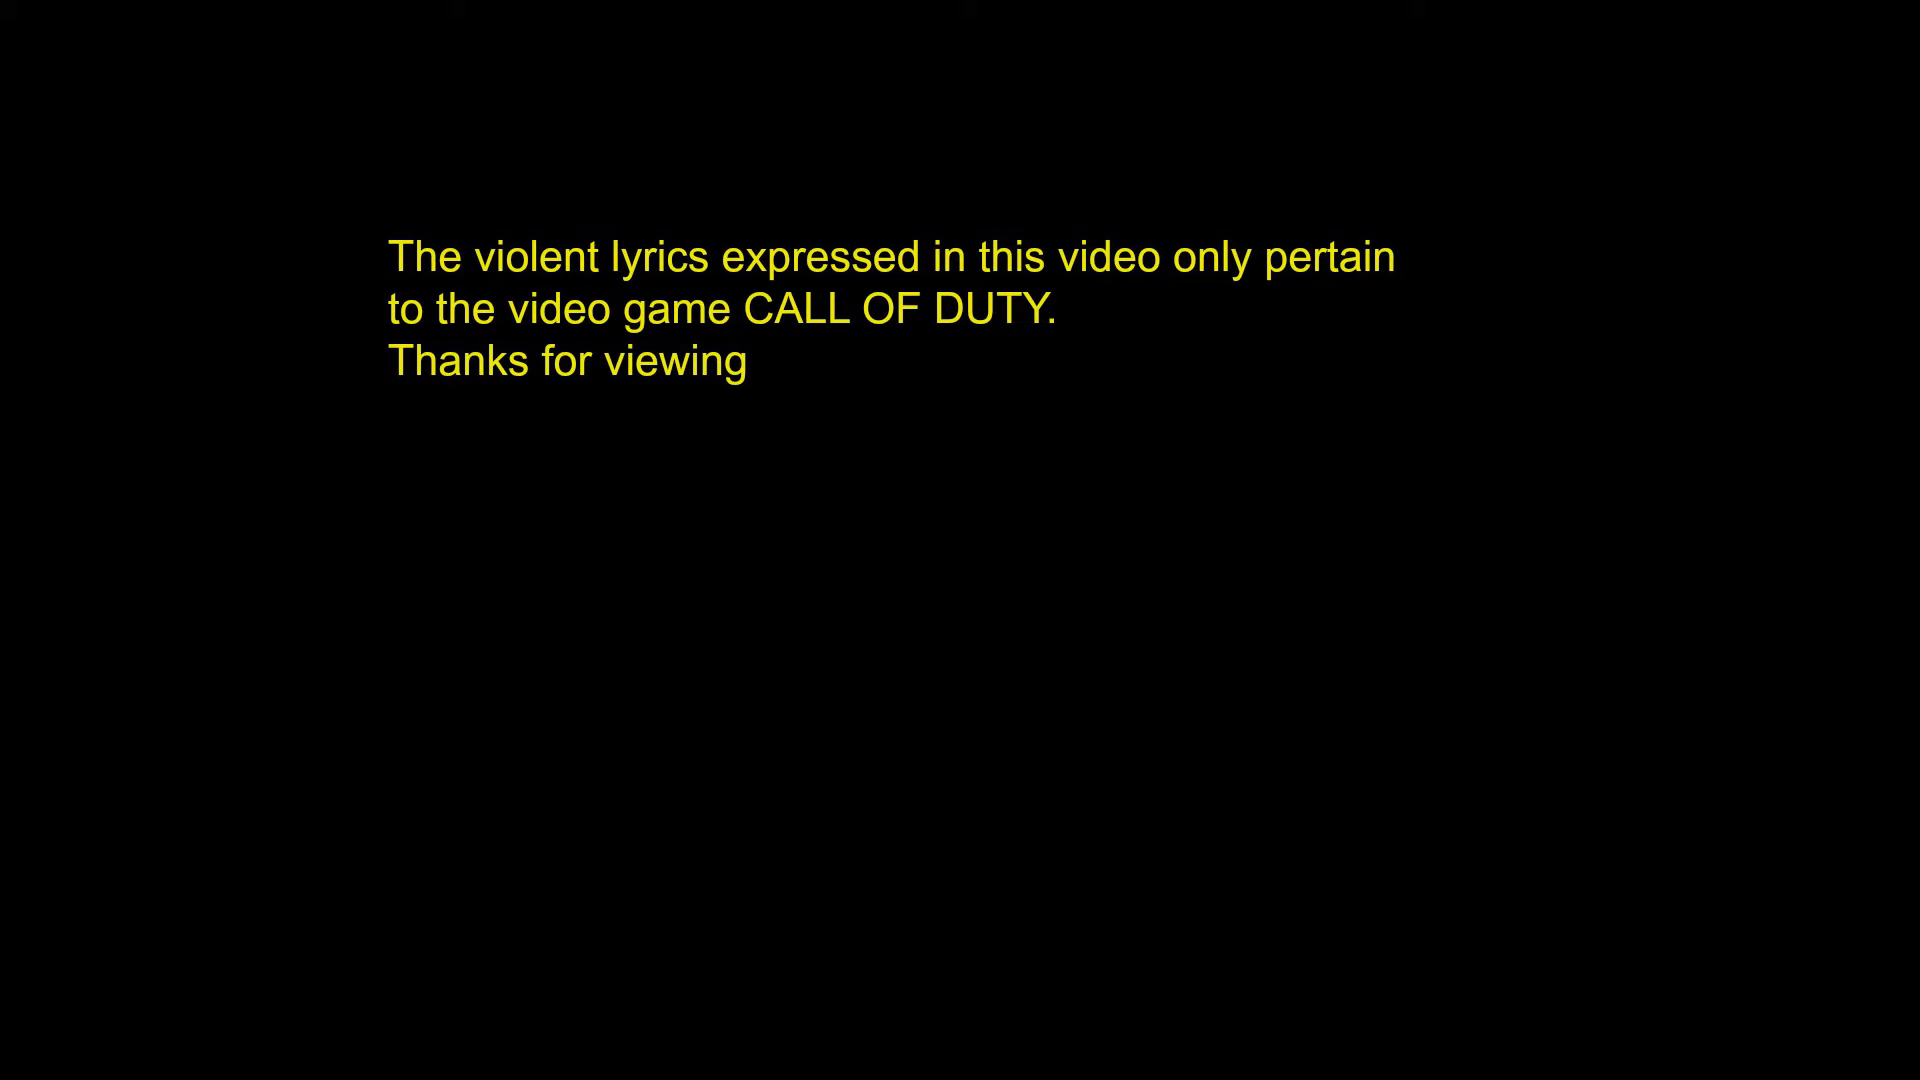 The violent lyrics expressed in this video only pertain
to the video game CALL OF DUTY.
Thanks for viewing